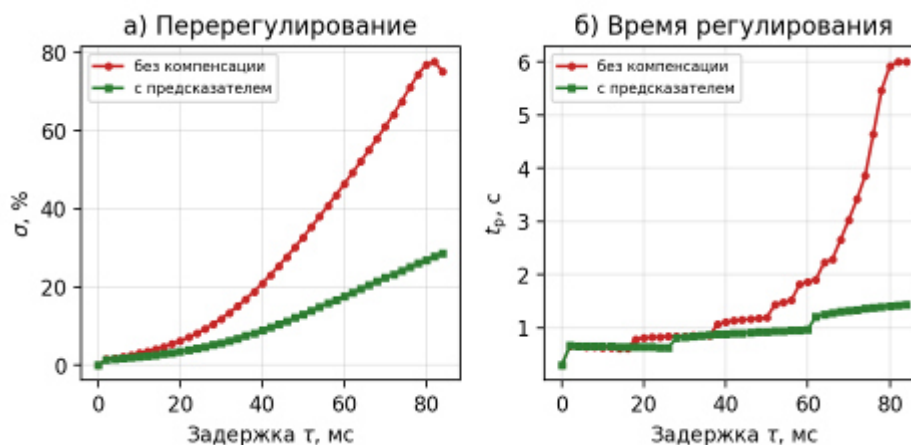 а) Перерегулирование
без компенсации
с предсказателем
σ, %
80
60
40
20
0
0 20 40 60 80
Задержка τ, мс
б) Время регулирования
без компенсации
с предсказателем
tр, с
6
5
4
3
2
1
0 20 40 60 80
Задержка τ, мс